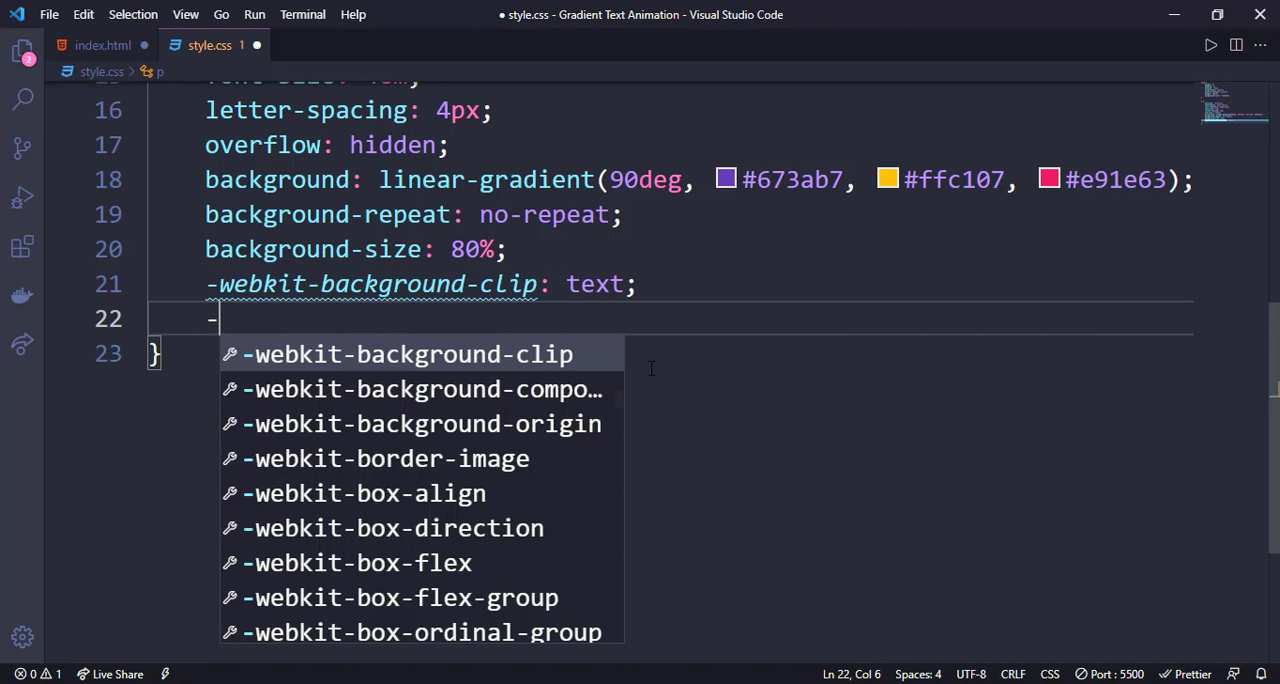 File Edit Selection View Go Run Terminal Help ● style.css - Gradient Text Animation - Visual Studio Code
index.html ● style.css 1 ●
style.css > p
2
16 letter-spacing: 4px;
17 overflow: hidden;
18 background: linear-gradient(90deg, #673ab7, #ffc107, #e91e63);
19 background-repeat: no-repeat;
20 background-size: 80%;
21 -webkit-background-clip: text;
22 -
23 }
-webkit-background-clip
-webkit-background-compo...
-webkit-background-origin
-webkit-border-image
-webkit-box-align
-webkit-box-direction
-webkit-box-flex
-webkit-box-flex-group
-webkit-box-ordinal-group
0 1 Live Share Ln 22, Col 6 Spaces: 4 UTF-8 CRLF CSS Port : 5500 Prettier